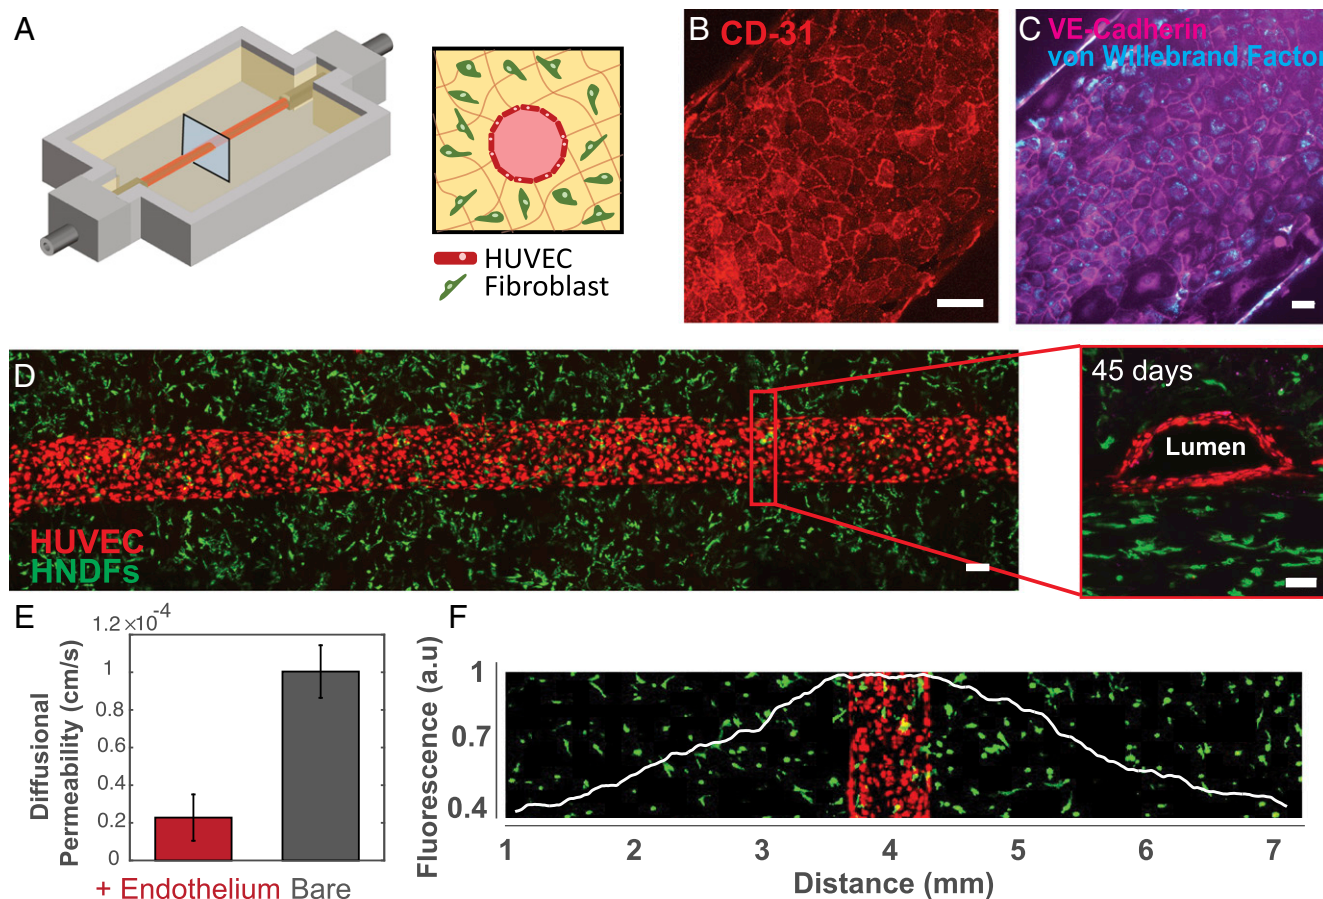 A
HUVEC
Fibroblast
B CD-31
C VE-Cadherin
von Willebrand Factor
D
HUVEC
HNDFs
45 days
Lumen
E
1.2×10-4
1
0.8
0.6
0.4
0.2
0
Diffusional
Permeability (cm/s)
+ Endothelium Bare
F
Fluorescence (a.u)
1
0.7
0.4
1 2 3 4 5 6 7
Distance (mm)